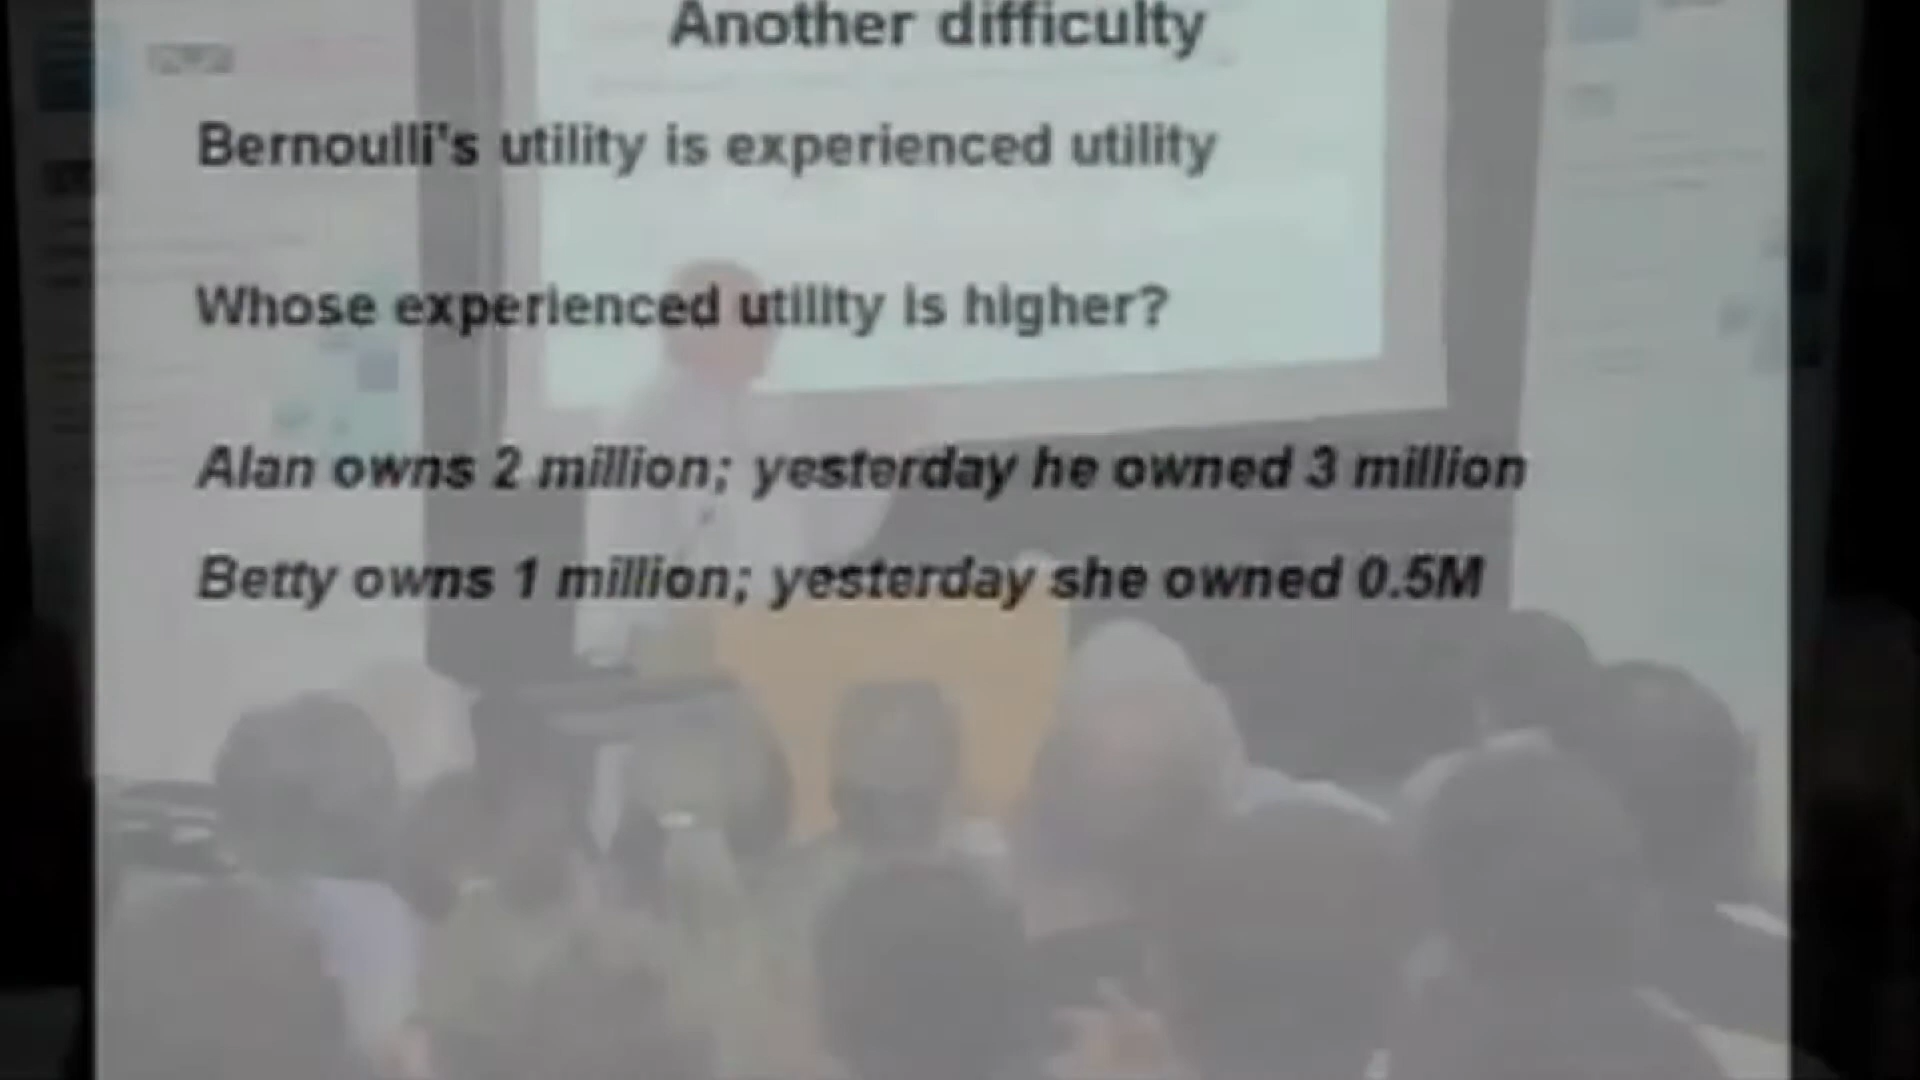 Another difficulty
Bernoulli's utility is experienced utility
Whose experienced utility is higher?
Alan owns 2 million; yesterday he owned 3 million
Betty owns 1 million; yesterday she owned 0.5M